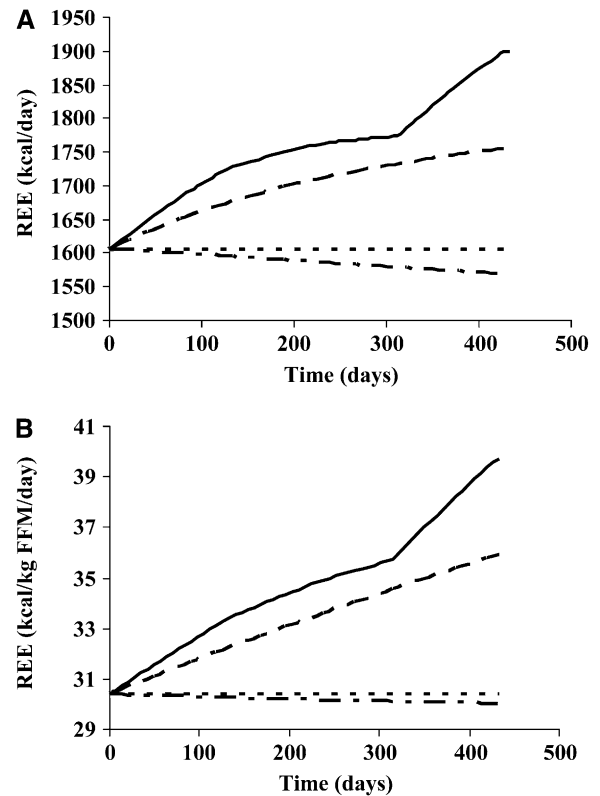 A
REE (kcal/day)
1950
1900
1850
1800
1750
1700
1650
1600
1550
1500
0 100 200 300 400 500
Time (days)
B
REE (kcal/kg FFM/day)
41
39
37
35
33
31
29
0 100 200 300 400 500
Time (days)